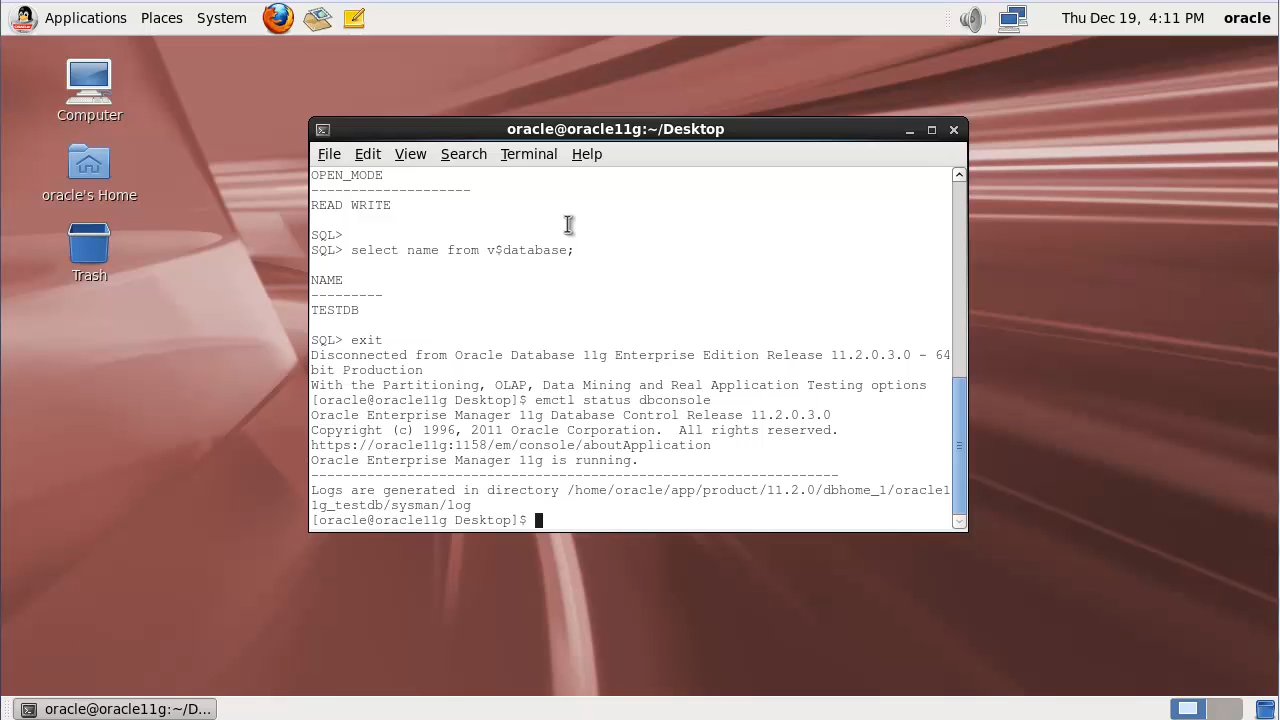 Applications Places System Thu Dec 19, 4:11 PM oracle
Computer
oracle's Home
Trash
oracle@oracle11g:~/Desktop
File Edit View Search Terminal Help
OPEN_MODE
--------------------
READ WRITE
SQL>
SQL> select name from v$database;
NAME
---------
TESTDB
SQL> exit
Disconnected from Oracle Database 11g Enterprise Edition Release 11.2.0.3.0 - 64
bit Production
With the Partitioning, OLAP, Data Mining and Real Application Testing options
[oracle@oracle11g Desktop]$ emctl status dbconsole
Oracle Enterprise Manager 11g Database Control Release 11.2.0.3.0
Copyright (c) 1996, 2011 Oracle Corporation.  All rights reserved.
https://oracle11g:1158/em/console/aboutApplication
Oracle Enterprise Manager 11g is running.
------------------------------------------------------------------
Logs are generated in directory /home/oracle/app/product/11.2.0/dbhome_1/oracle1
1g_testdb/sysman/log
[oracle@oracle11g Desktop]$
oracle@oracle11g:~/D...